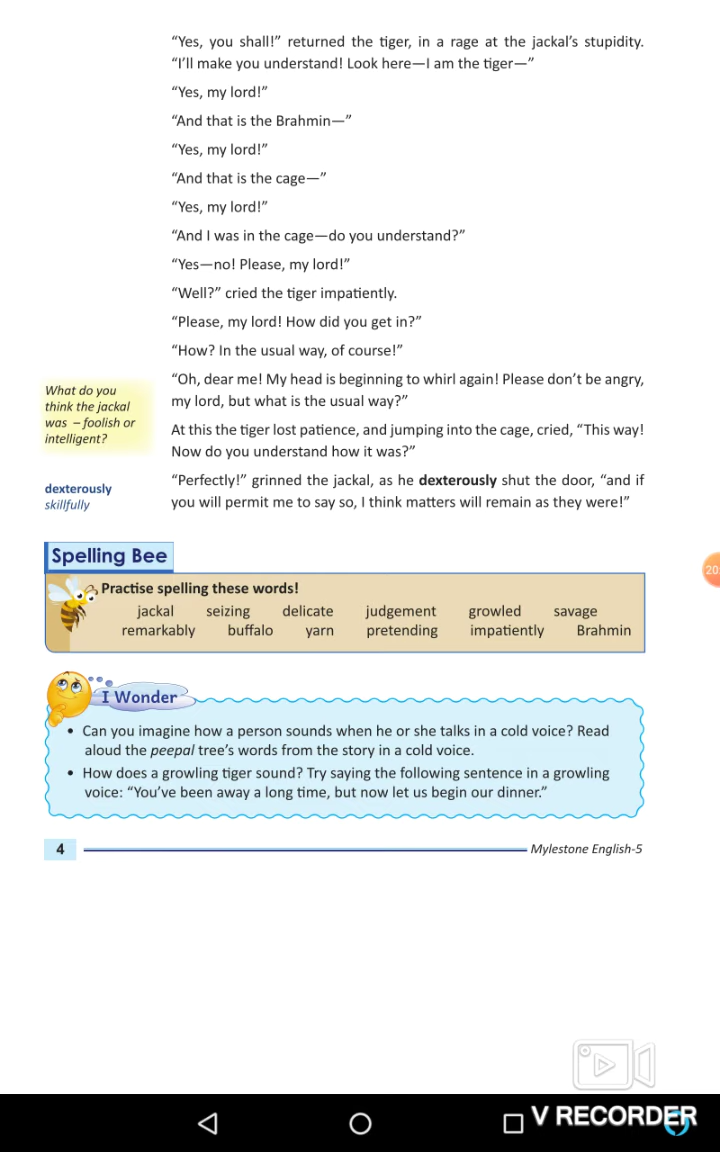 “Yes, you shall!” returned the tiger, in a rage at the jackal’s stupidity.
“I’ll make you understand! Look here—I am the tiger—”
“Yes, my lord!”
“And that is the Brahmin—”
“Yes, my lord!”
“And that is the cage—”
“Yes, my lord!”
“And I was in the cage—do you understand?”
“Yes—no! Please, my lord!”
“Well?” cried the tiger impatiently.
“Please, my lord! How did you get in?”
“How? In the usual way, of course!”
“Oh, dear me! My head is beginning to whirl again! Please don’t be angry,
my lord, but what is the usual way?”
What do you
think the jackal
was – foolish or
intelligent?
At this the tiger lost patience, and jumping into the cage, cried, “This way!
Now do you understand how it was?”
“Perfectly!” grinned the jackal, as he dexterously shut the door, “and if
you will permit me to say so, I think matters will remain as they were!”
dexterously
skillfully
Spelling Bee
Practise spelling these words!
jackal seizing delicate judgement growled savage
remarkably buffalo yarn pretending impatiently Brahmin
I Wonder
• Can you imagine how a person sounds when he or she talks in a cold voice? Read
aloud the peepal tree’s words from the story in a cold voice.
• How does a growling tiger sound? Try saying the following sentence in a growling
voice: “You’ve been away a long time, but now let us begin our dinner.”
4
Mylestone English-5
V RECORDER